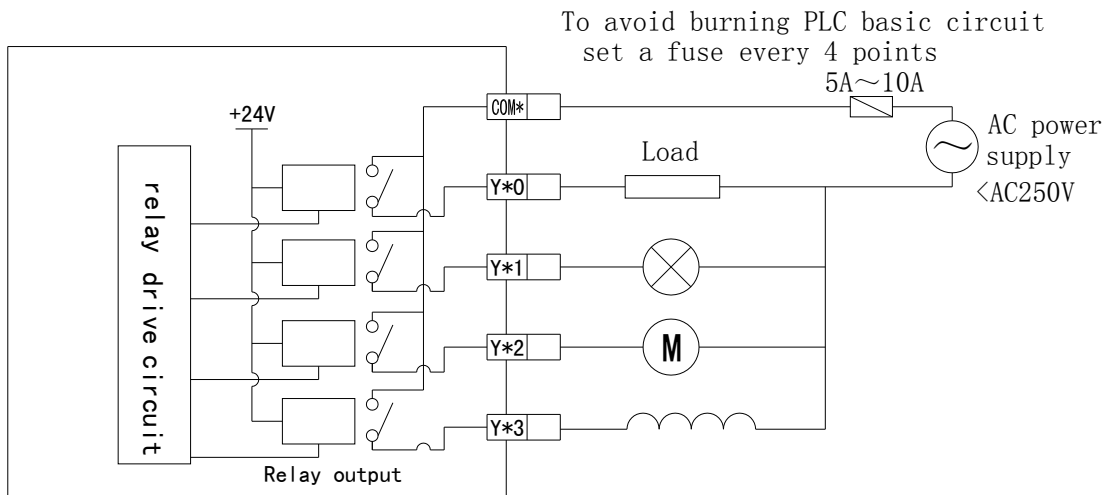 To avoid burning PLC basic circuit
set a fuse every 4 points
5A～10A
COM*
+24V
AC power
supply
<AC250V
Load
Y*0
relay drive circuit
Y*1
Y*2
M
Y*3
Relay output